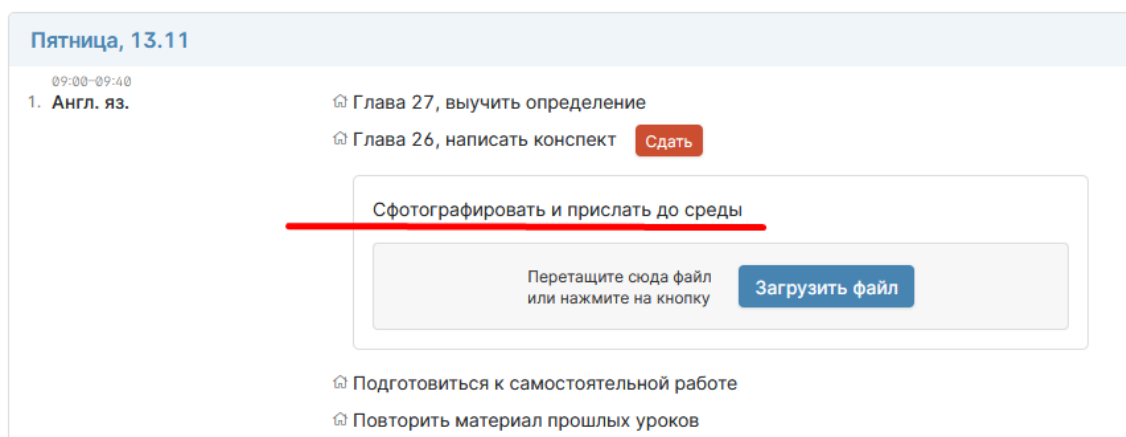 Пятница, 13.11
09:00–09:40
1. Англ. яз.
Глава 27, выучить определение
Глава 26, написать конспект Сдать
Сфотографировать и прислать до среды
Перетащите сюда файл
или нажмите на кнопку
Загрузить файл
Подготовиться к самостоятельной работе
Повторить материал прошлых уроков